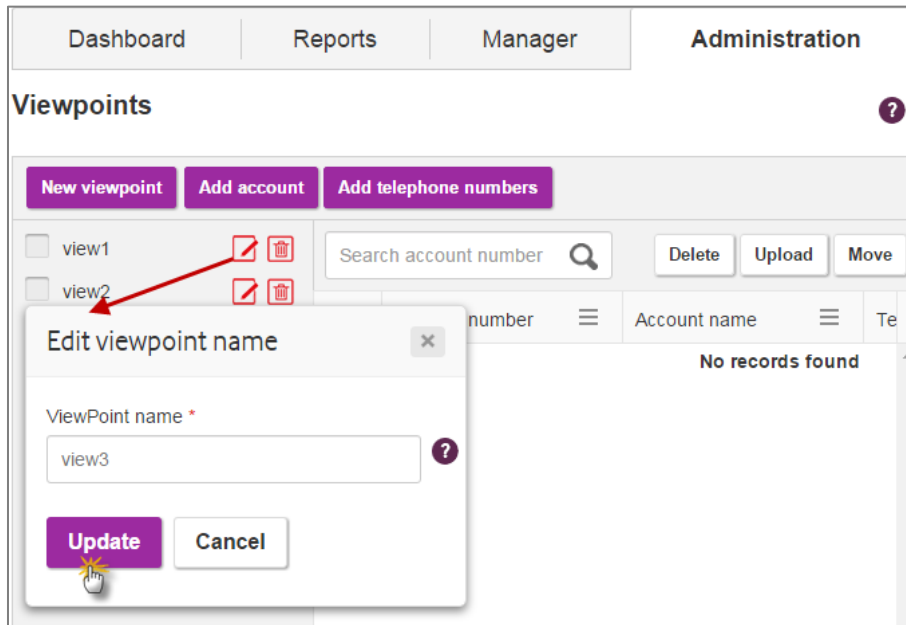 Dashboard Reports Manager Administration
Viewpoints ?
New viewpoint Add account Add telephone numbers
view1 Search account number Delete Upload Move
view2
number Account name Te
Edit viewpoint name ×
No records found
ViewPoint name *
view3 ?
Update Cancel